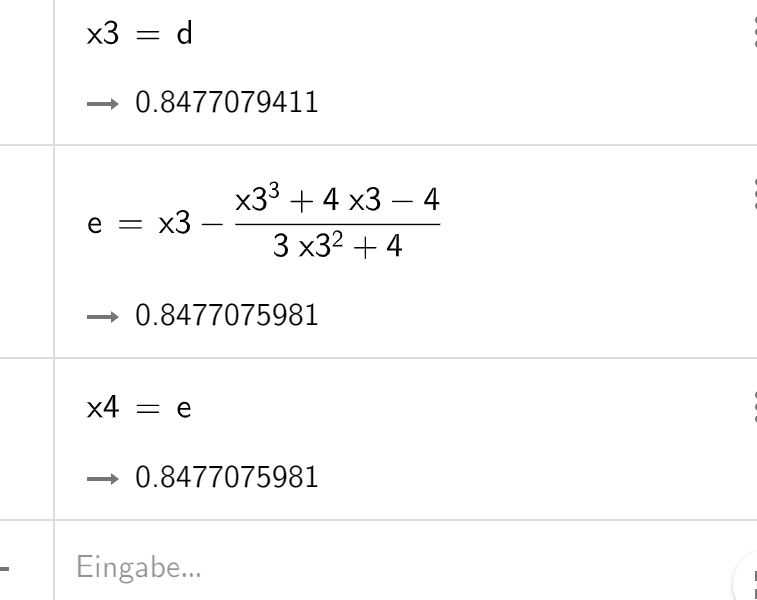 x3 = d
→ 0.8477079411
e = x3 − (x3³ + 4 x3 − 4) / (3 x3² + 4)
→ 0.8477075981
x4 = e
→ 0.8477075981
Eingabe...